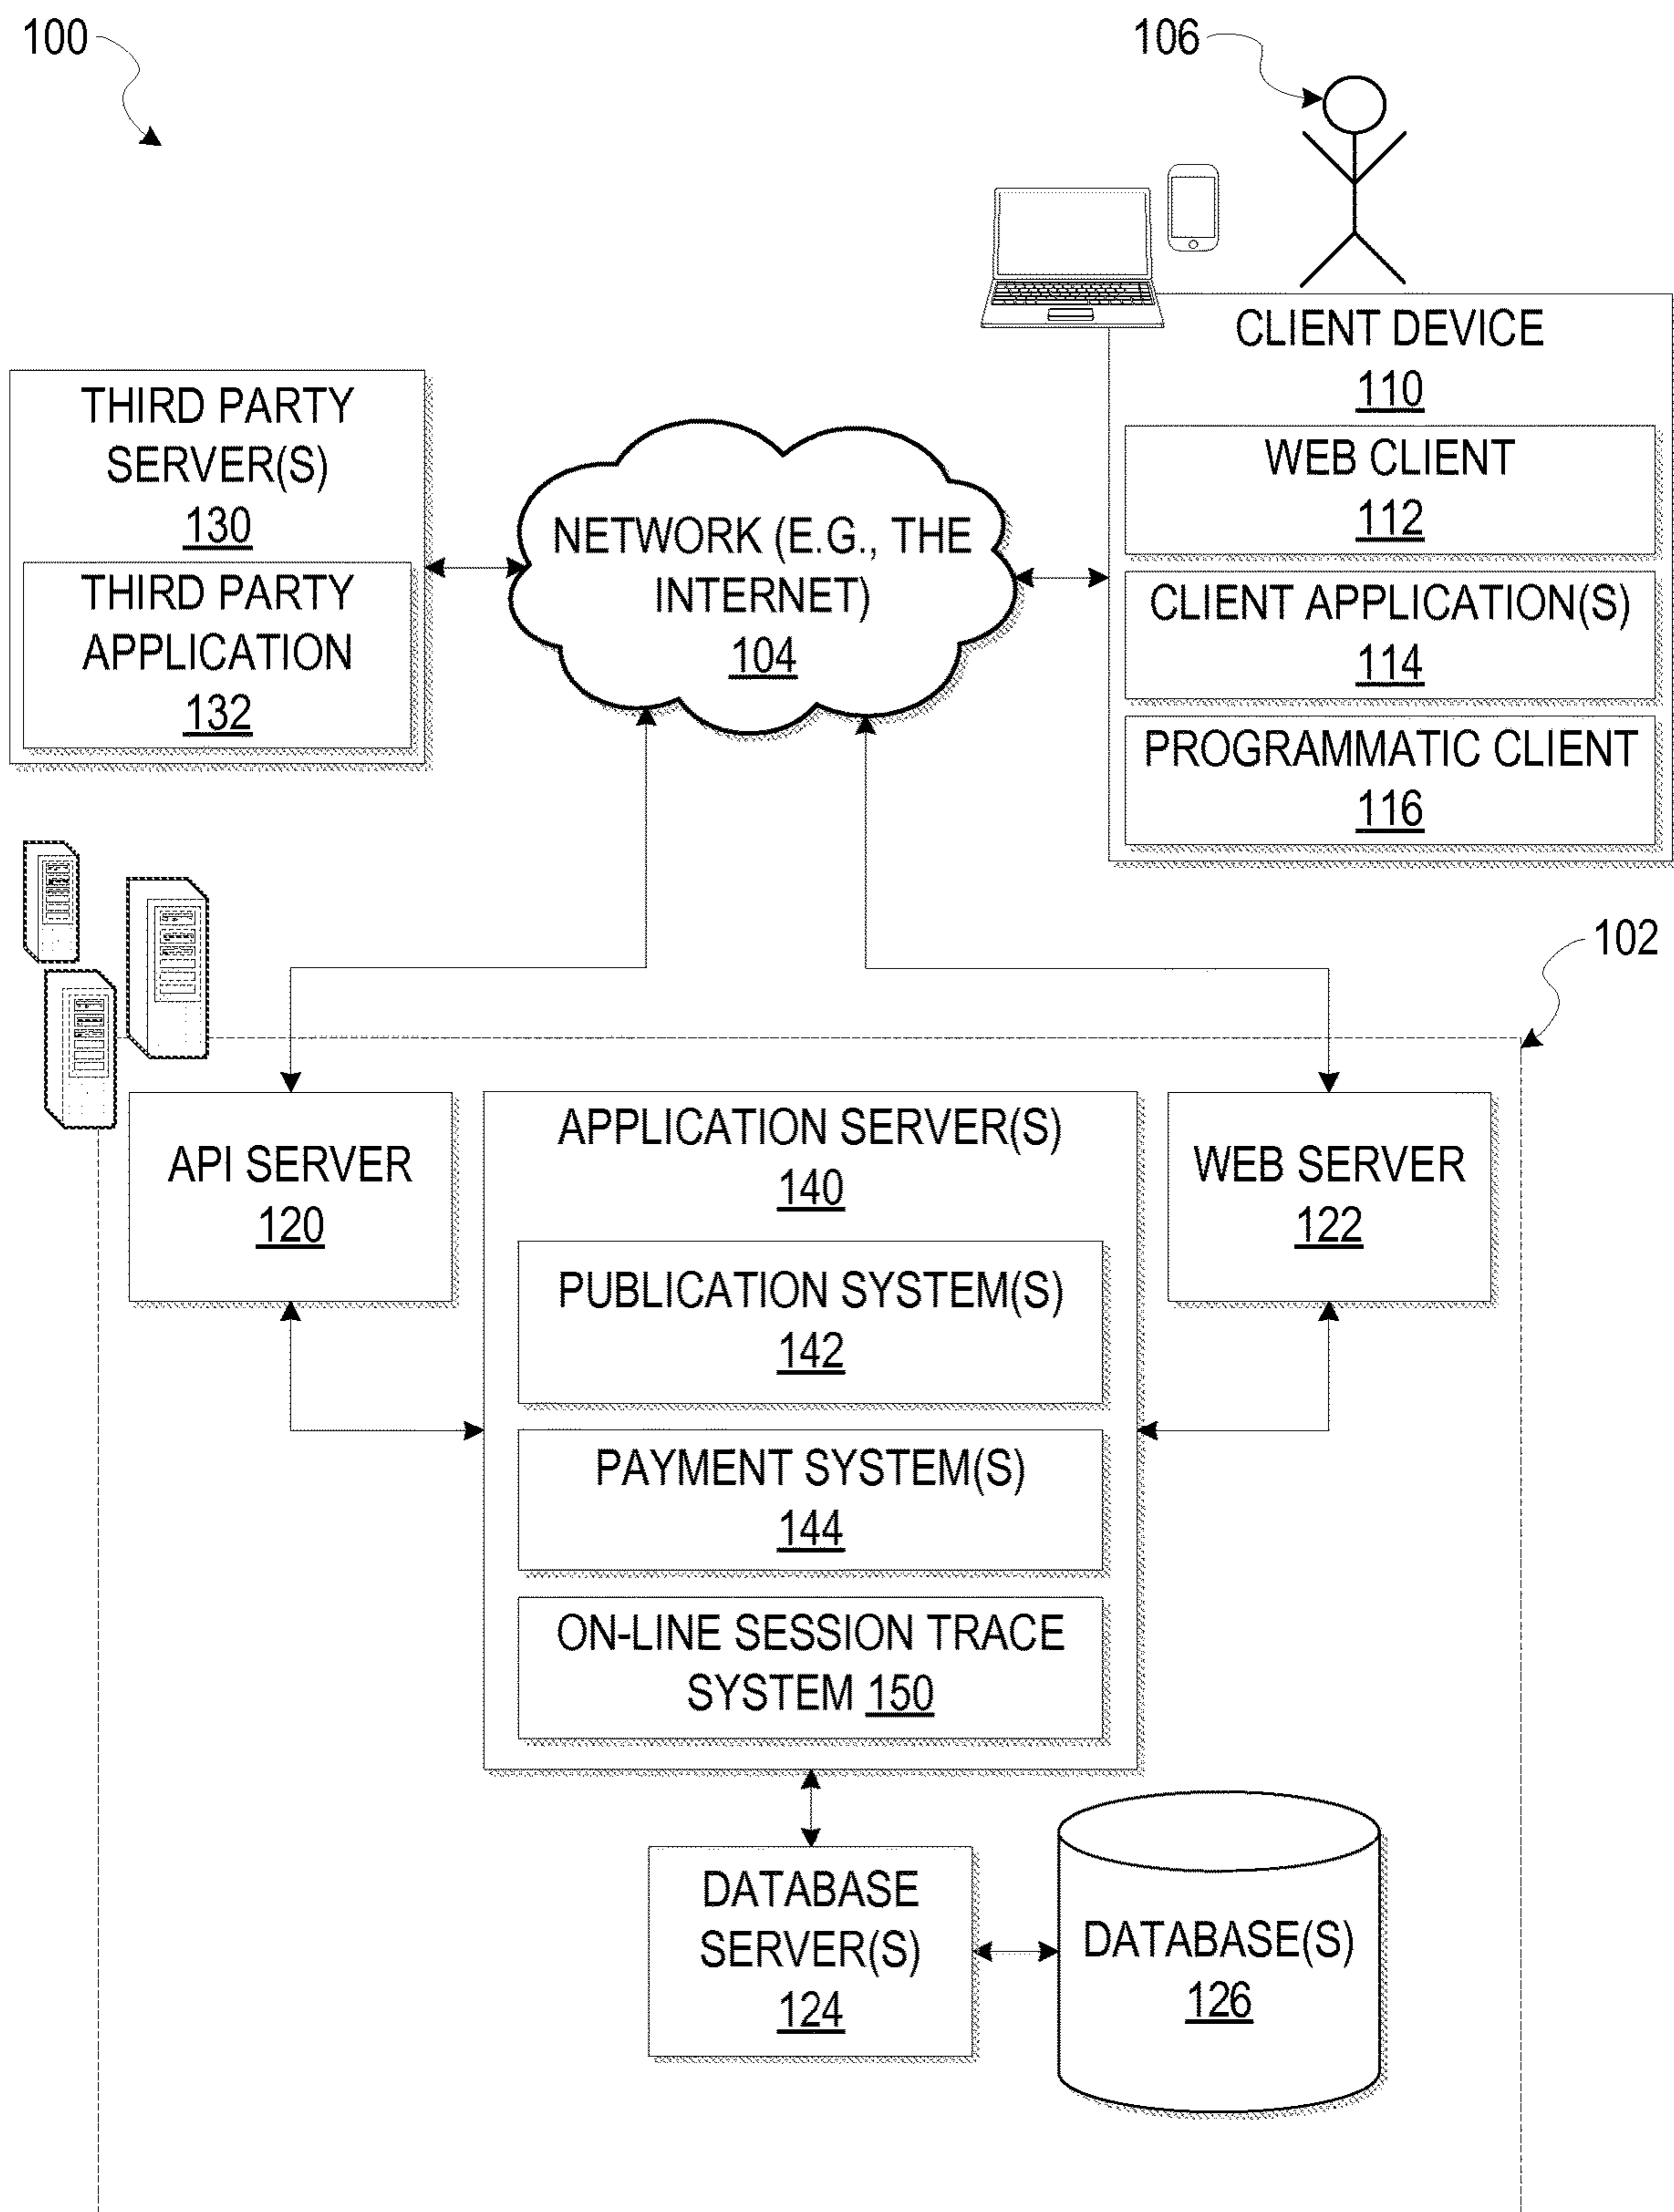 100
106
CLIENT DEVICE
110
WEB CLIENT
112
CLIENT APPLICATION(S)
114
PROGRAMMATIC CLIENT
116
THIRD PARTY
SERVER(S)
130
THIRD PARTY
APPLICATION
132
NETWORK (E.G., THE
INTERNET)
104
102
API SERVER
120
APPLICATION SERVER(S)
140
PUBLICATION SYSTEM(S)
142
PAYMENT SYSTEM(S)
144
ON-LINE SESSION TRACE
SYSTEM 150
WEB SERVER
122
DATABASE
SERVER(S)
124
DATABASE(S)
126